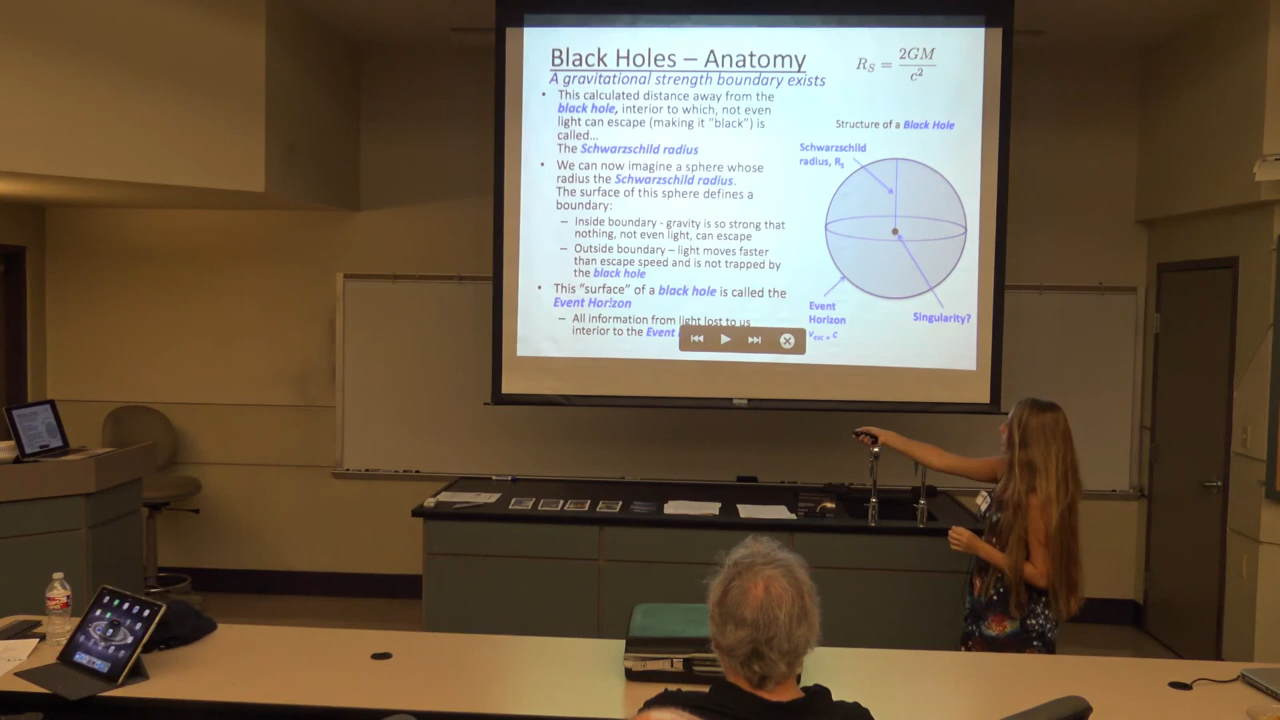 Black Holes – Anatomy
A gravitational strength boundary exists
• This calculated distance away from the
black hole, interior to which, not even
light can escape (making it “black”) is
called...
The Schwarzschild radius
• We can now imagine a sphere whose
radius the Schwarzschild radius.
The surface of this sphere defines a
boundary:
– Inside boundary - gravity is so strong that
nothing, not even light, can escape
– Outside boundary – light moves faster
than escape speed and is not trapped by
the black hole
• This “surface” of a black hole is called the
Event Horizon
– All information from light lost to us
interior to the Event
R_S = 2GM / c²
Structure of a Black Hole
Schwarzschild
radius, R_S
Event
Horizon
v_esc = c
Singularity?